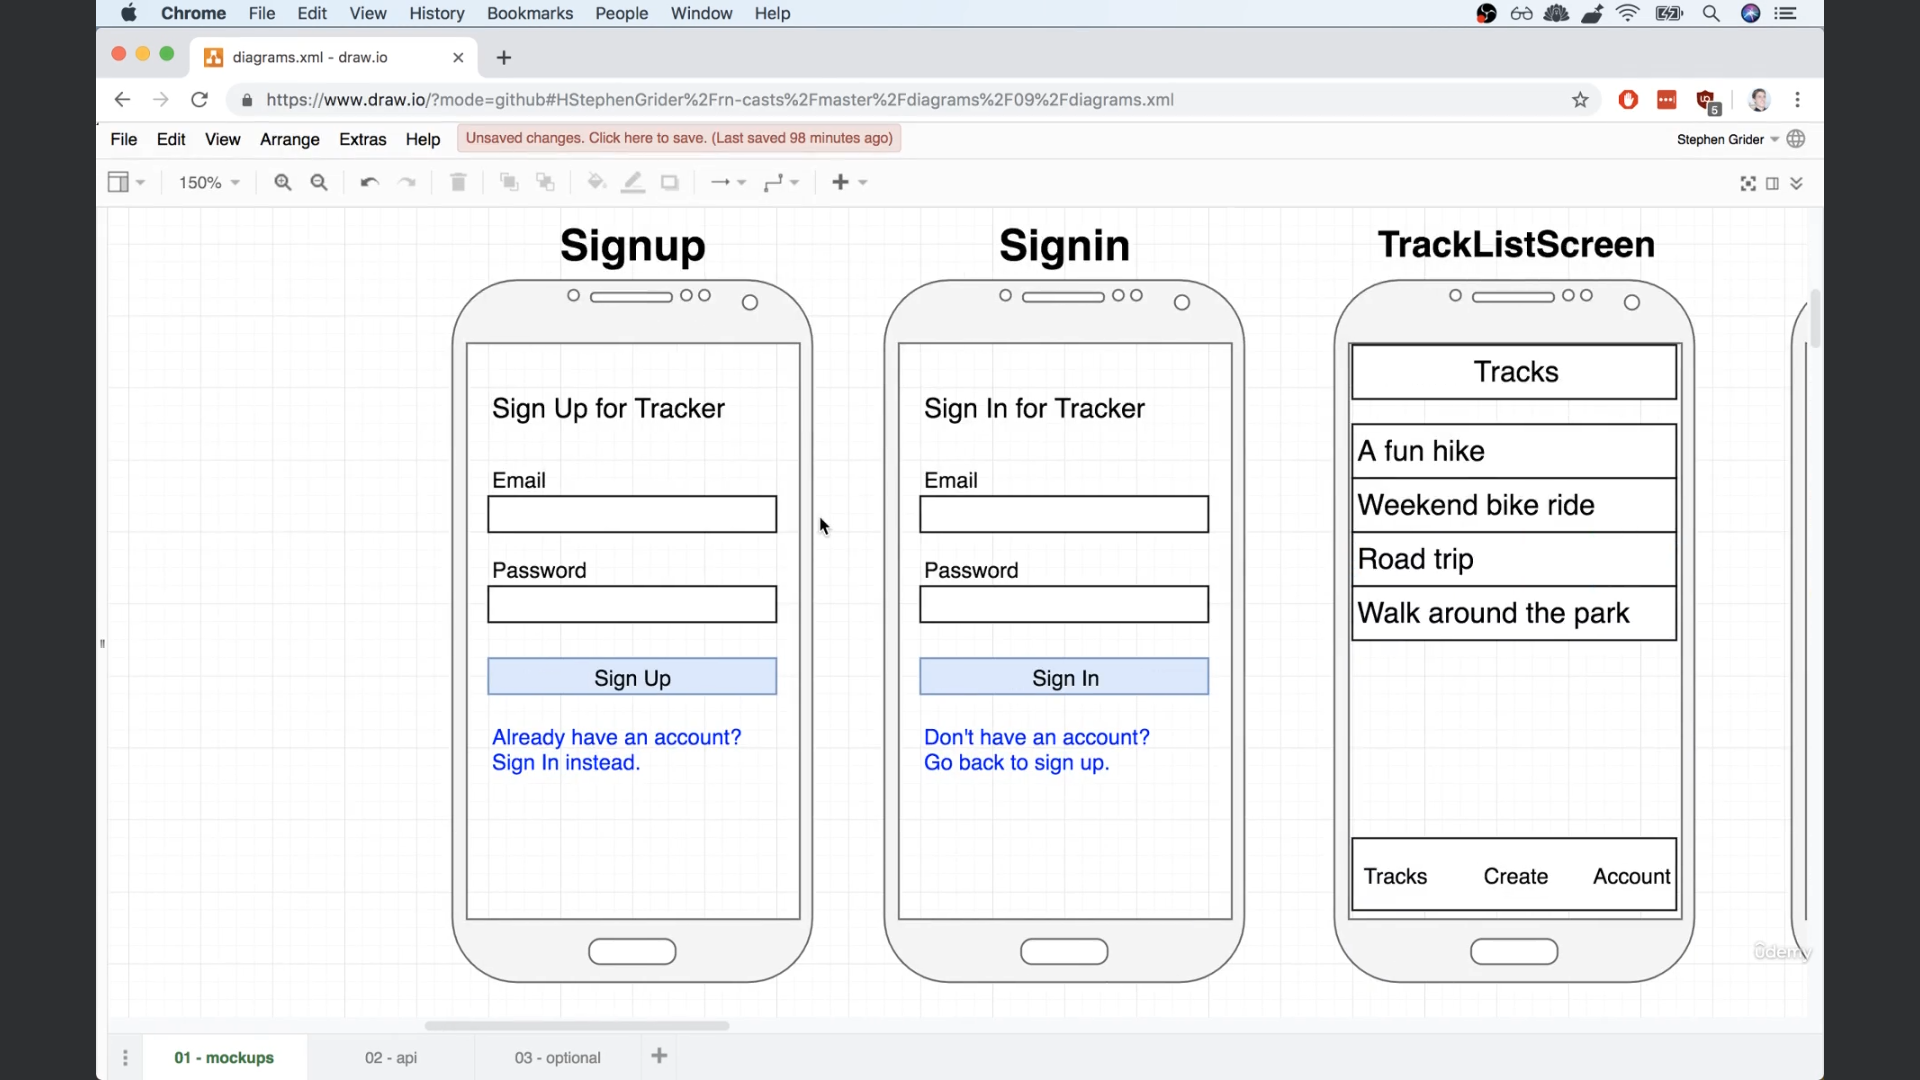 Chrome File Edit View History Bookmarks People Window Help
diagrams.xml - draw.io
https://www.draw.io/?mode=github#HStephenGrider%2Frn-casts%2Fmaster%2Fdiagrams%2F09%2Fdiagrams.xml
5
File Edit View Arrange Extras Help Unsaved changes. Click here to save. (Last saved 98 minutes ago) Stephen Grider
150%
Signup
Sign Up for Tracker
Email
Password
Sign Up
Already have an account?
Sign In instead.
Signin
Sign In for Tracker
Email
Password
Sign In
Don't have an account?
Go back to sign up.
TrackListScreen
Tracks
A fun hike
Weekend bike ride
Road trip
Walk around the park
Tracks Create Account
ûdemy
01 - mockups 02 - api 03 - optional